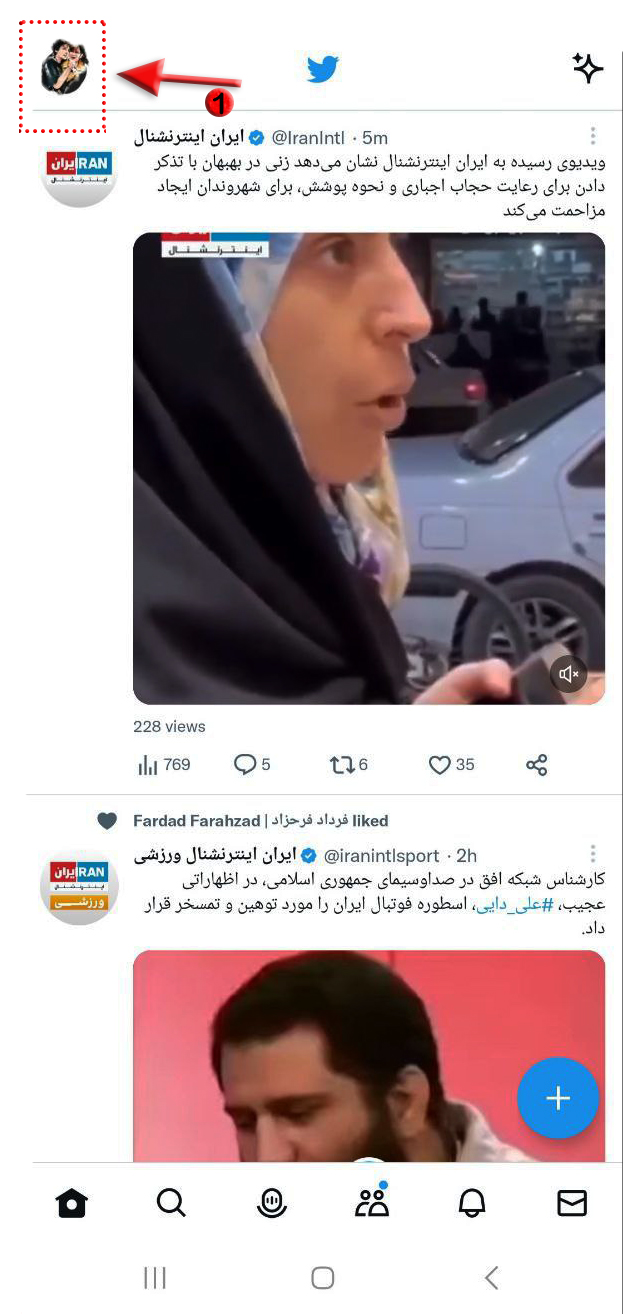 1
ایران اینترنشنال @IranIntl · 5m
IRAN ایران
اینترنشنال
ویدیوی رسیده به ایران اینترنشنال نشان می‌دهد زنی در بهبهان با تذکر
دادن برای رعایت حجاب اجباری و نحوه پوشش، برای شهروندان ایجاد
مزاحمت می‌کند
اینترنشنال
228 views
769 5 6 35
Fardad Farahzad | فرداد فرحزاد liked
ایران اینترنشنال ورزشی @iranintlsport · 2h
IRAN ایران
اینترنشنال
ورزشی
کارشناس شبکه افق در صداوسیمای جمهوری اسلامی، در اظهاراتی
عجیب، #علی_دایی، اسطوره فوتبال ایران را مورد توهین و تمسخر قرار
داد.